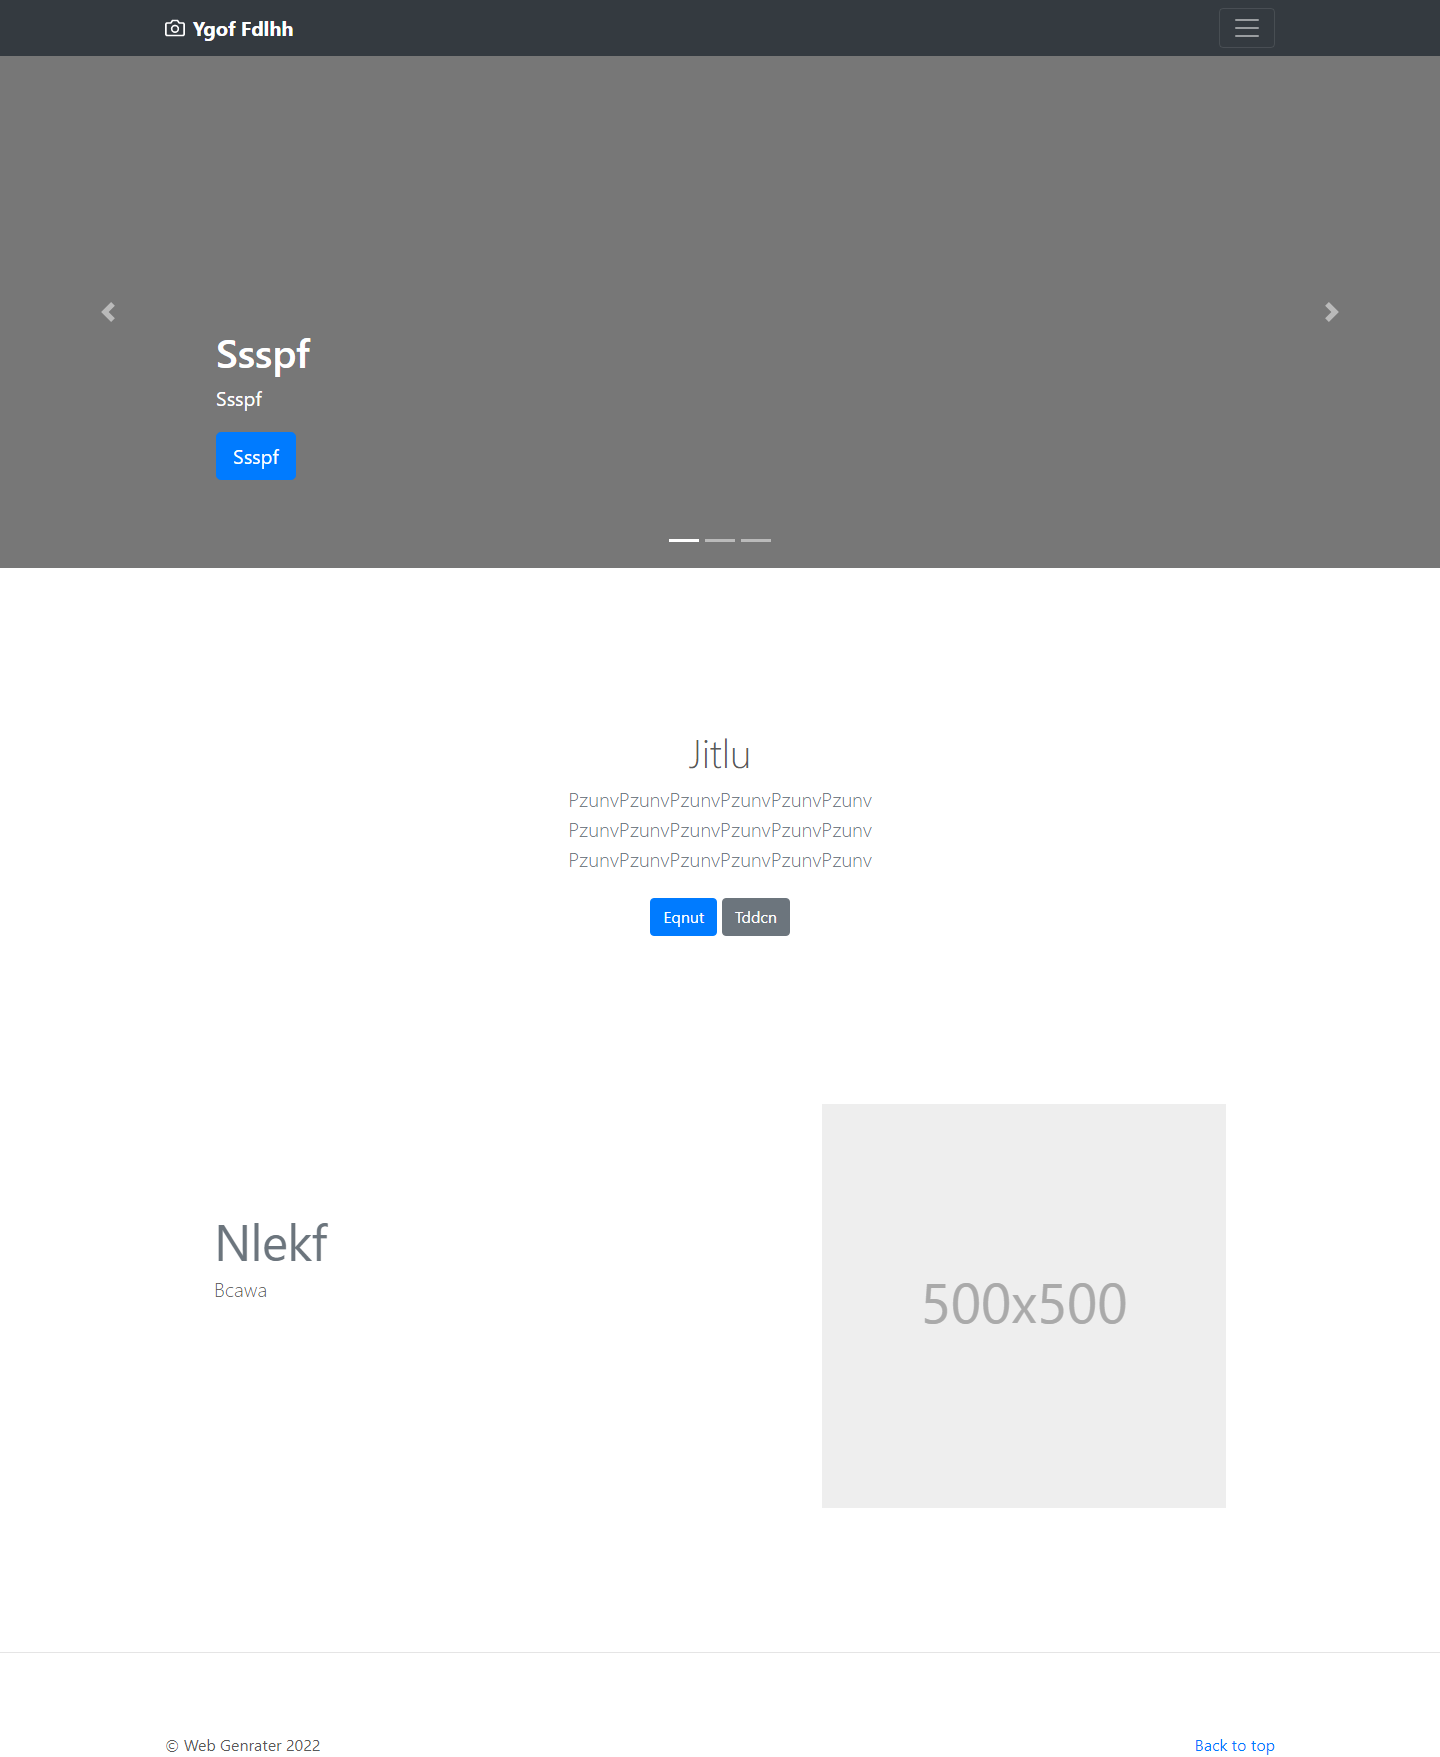 Ygof Fdlhh
Ssspf
Ssspf
Ssspf
Jitlu
PzunvPzunvPzunvPzunvPzunvPzunv
PzunvPzunvPzunvPzunvPzunvPzunv
PzunvPzunvPzunvPzunvPzunvPzunv
Eqnut Tddcn
Nlekf
Bcawa
500x500
© Web Genrater 2022 Back to top